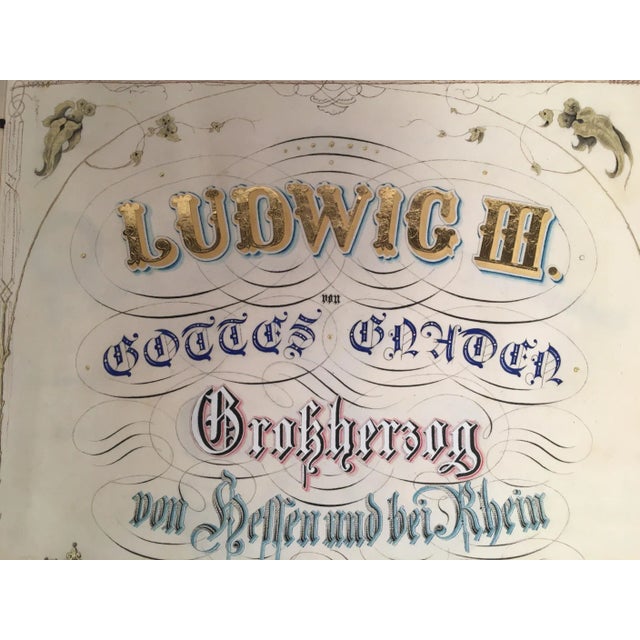 LUDWIG III.
von
GOTTES GNADEN
Großherzog
von Hessen und bei Rhein